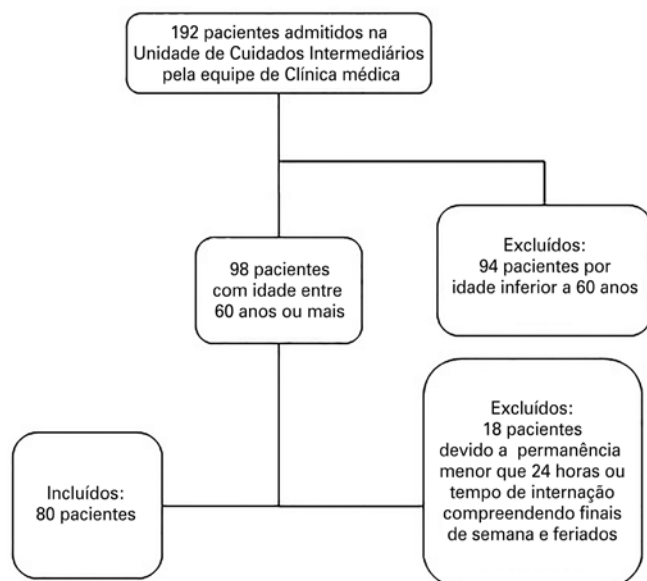 192 pacientes admitidos na
Unidade de Cuidados Intermediários
pela equipe de Clínica médica
98 pacientes
com idade entre
60 anos ou mais
Excluídos:
94 pacientes por
idade inferior a 60 anos
Incluídos:
80 pacientes
Excluídos:
18 pacientes
devido a permanência
menor que 24 horas ou
tempo de internação
compreendendo finais
de semana e feriados